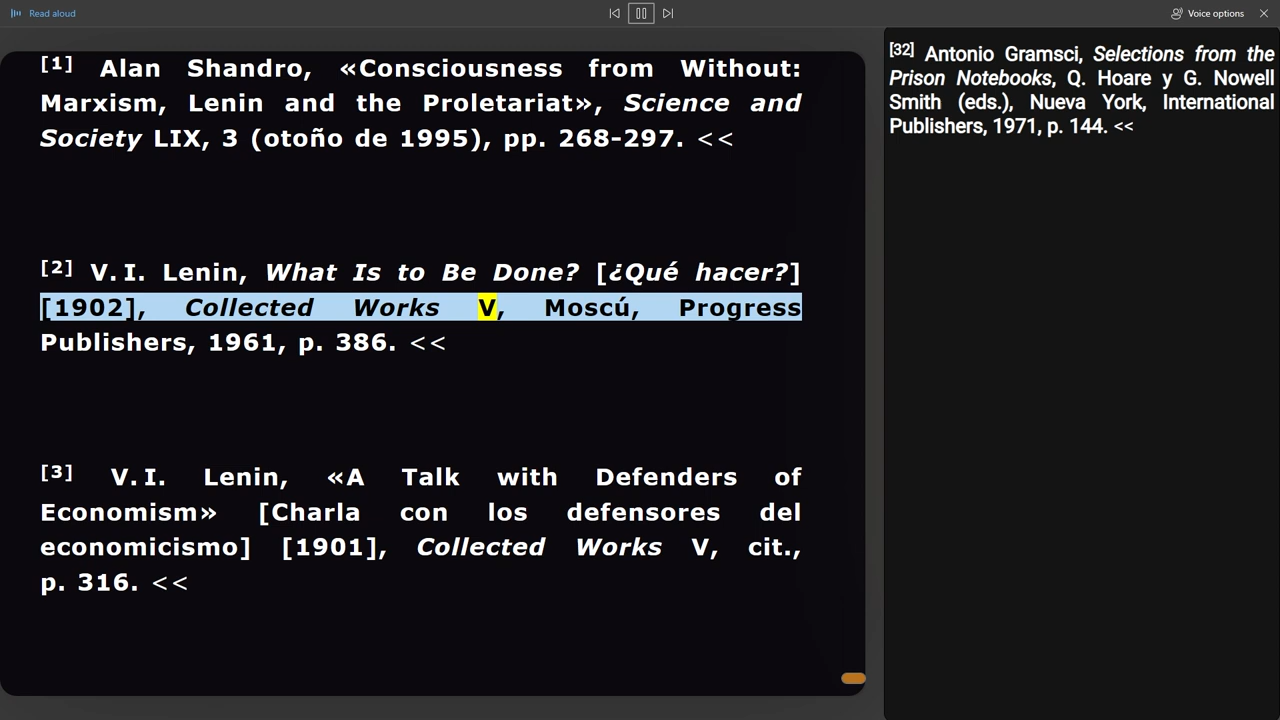 Read aloud
Voice options
[1] Alan Shandro, «Consciousness from Without:
Marxism, Lenin and the Proletariat», Science and
Society LIX, 3 (otoño de 1995), pp. 268-297. <<
[2] V. I. Lenin, What Is to Be Done? [¿Qué hacer?]
[1902], Collected Works V, Moscú, Progress
Publishers, 1961, p. 386. <<
[3] V. I. Lenin, «A Talk with Defenders of
Economism» [Charla con los defensores del
economicismo] [1901], Collected Works V, cit.,
p. 316. <<
[32] Antonio Gramsci, Selections from the
Prison Notebooks, Q. Hoare y G. Nowell
Smith (eds.), Nueva York, International
Publishers, 1971, p. 144. <<